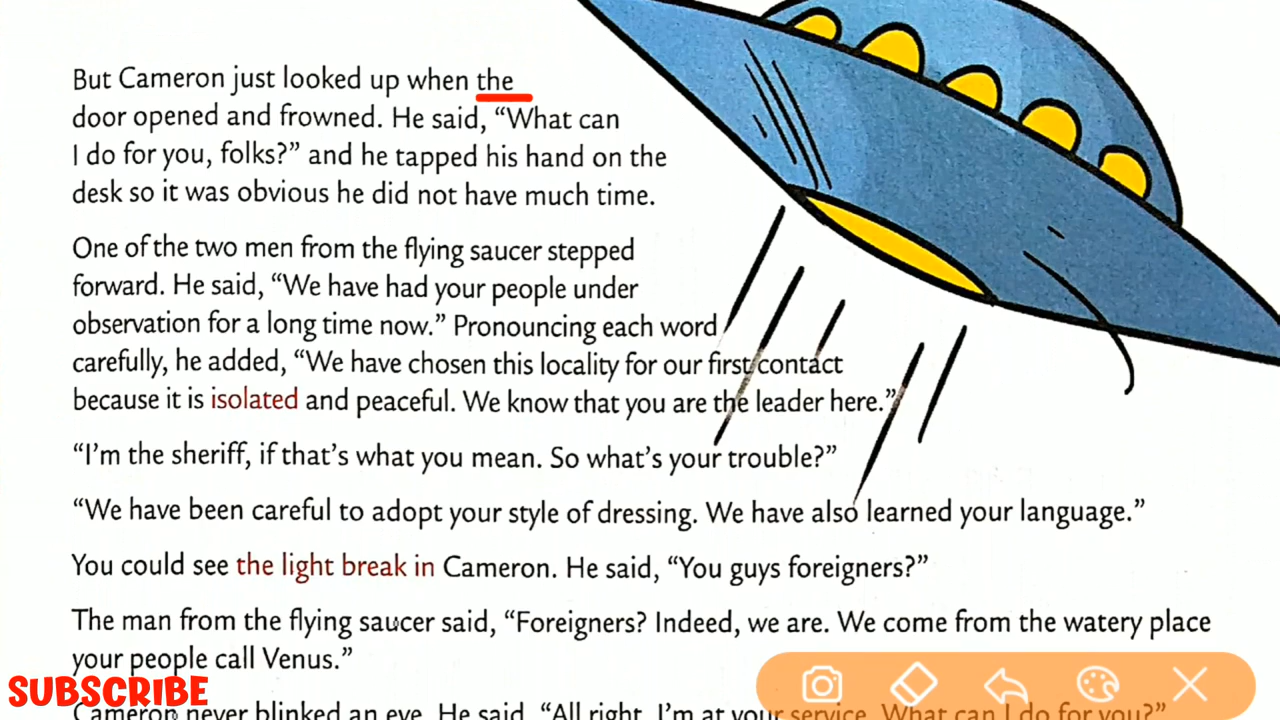 But Cameron just looked up when the
door opened and frowned. He said, “What can
I do for you, folks?” and he tapped his hand on the
desk so it was obvious he did not have much time.
One of the two men from the flying saucer stepped
forward. He said, “We have had your people under
observation for a long time now.” Pronouncing each word
carefully, he added, “We have chosen this locality for our first contact
because it is isolated and peaceful. We know that you are the leader here.”
“I’m the sheriff, if that’s what you mean. So what’s your trouble?”
“We have been careful to adopt your style of dressing. We have also learned your language.”
You could see the light break in Cameron. He said, “You guys foreigners?”
The man from the flying saucer said, “Foreigners? Indeed, we are. We come from the watery place
your people call Venus.”
SUBSCRIBE
Cameron never blinked an eye. He said, “All right, I’m at your service. What can I do for you?”